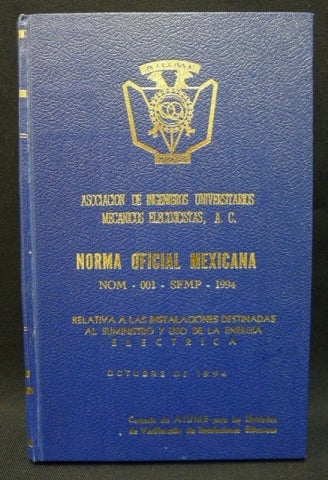 A.I.U.M.E.
ASOCIACION DE INGENIEROS UNIVERSITARIOS
MECANICOS ELECTRICISTAS, A. C.
NORMA OFICIAL MEXICANA
NOM - 001 - SEMP - 1994
RELATIVA A LAS INSTALACIONES DESTINADAS
AL SUMINISTRO Y USO DE LA ENERGIA
ELECTRICA
OCTUBRE DE 1994
Cortesía de AIUME para las Unidades
de Verificación de Instalaciones Eléctricas